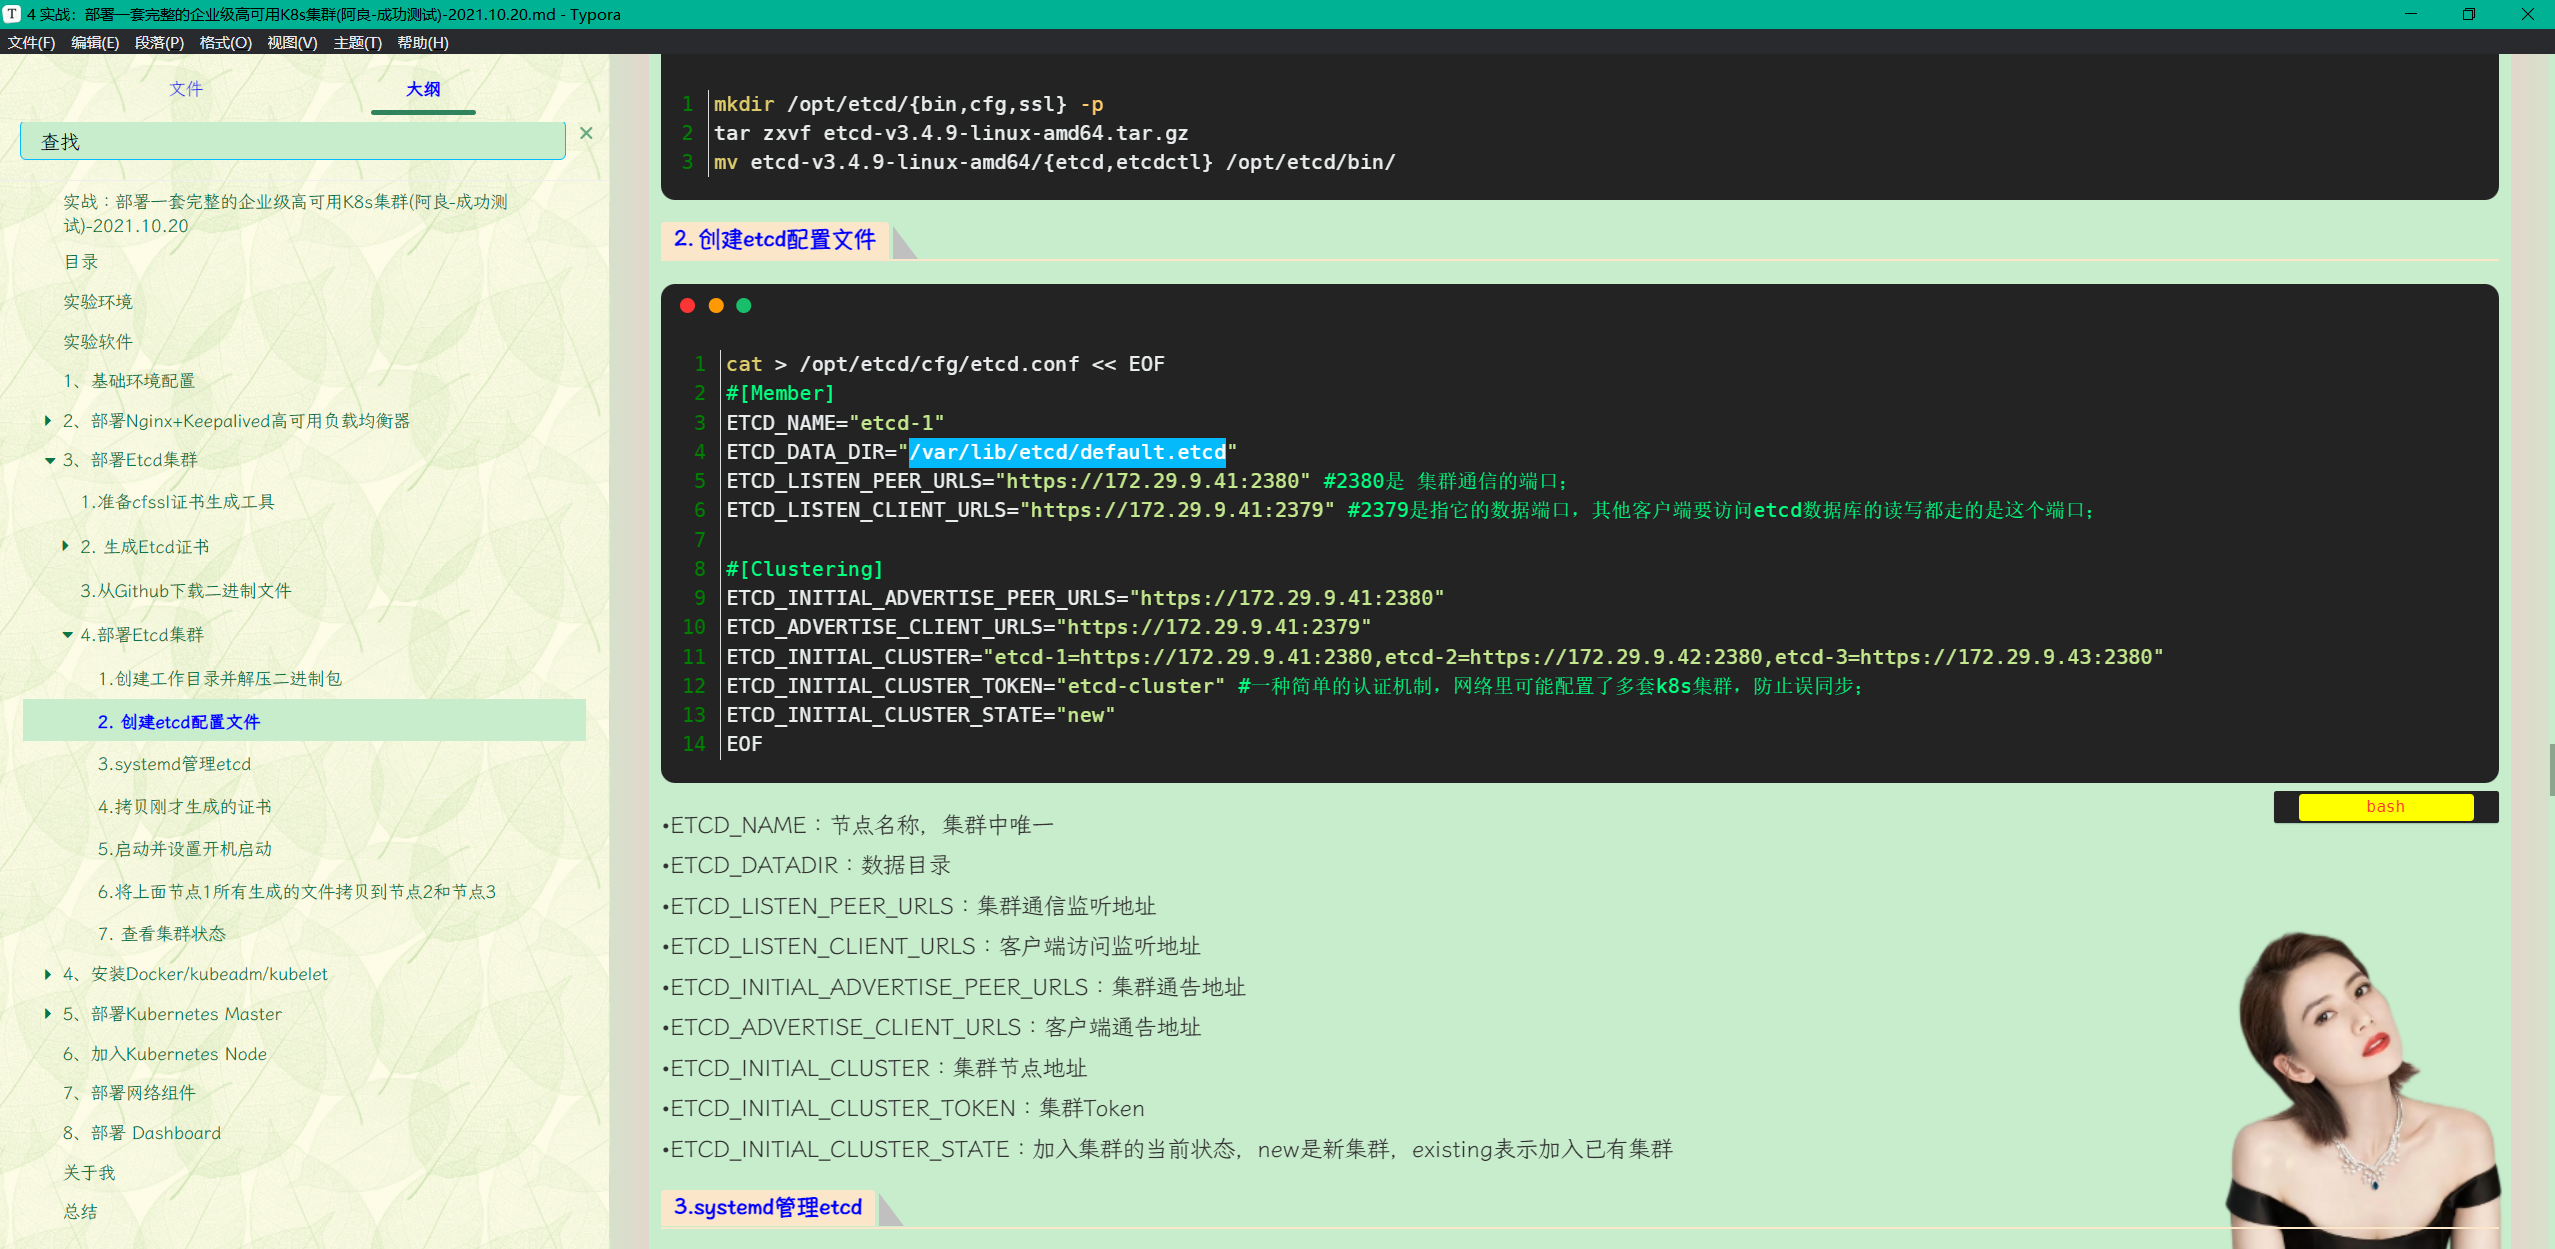 4 实战：部署一套完整的企业级高可用K8s集群(阿良-成功测试)-2021.10.20.md - Typora
文件(F) 编辑(E) 段落(P) 格式(O) 视图(V) 主题(T) 帮助(H)
文件 大纲
查找
实战：部署一套完整的企业级高可用K8s集群(阿良-成功测
试)-2021.10.20
目录
实验环境
实验软件
1、基础环境配置
2、部署Nginx+Keepalived高可用负载均衡器
3、部署Etcd集群
1.准备cfssl证书生成工具
2. 生成Etcd证书
3.从Github下载二进制文件
4.部署Etcd集群
1.创建工作目录并解压二进制包
2. 创建etcd配置文件
3.systemd管理etcd
4.拷贝刚才生成的证书
5.启动并设置开机启动
6.将上面节点1所有生成的文件拷贝到节点2和节点3
7. 查看集群状态
4、安装Docker/kubeadm/kubelet
5、部署Kubernetes Master
6、加入Kubernetes Node
7、部署网络组件
8、部署 Dashboard
关于我
总结
1 mkdir /opt/etcd/{bin,cfg,ssl} -p
2 tar zxvf etcd-v3.4.9-linux-amd64.tar.gz
3 mv etcd-v3.4.9-linux-amd64/{etcd,etcdctl} /opt/etcd/bin/
2. 创建etcd配置文件
1 cat > /opt/etcd/cfg/etcd.conf << EOF
2 #[Member]
3 ETCD_NAME="etcd-1"
4 ETCD_DATA_DIR="/var/lib/etcd/default.etcd"
5 ETCD_LISTEN_PEER_URLS="https://172.29.9.41:2380" #2380是 集群通信的端口；
6 ETCD_LISTEN_CLIENT_URLS="https://172.29.9.41:2379" #2379是指它的数据端口，其他客户端要访问etcd数据库的读写都走的是这个端口；
7
8 #[Clustering]
9 ETCD_INITIAL_ADVERTISE_PEER_URLS="https://172.29.9.41:2380"
10 ETCD_ADVERTISE_CLIENT_URLS="https://172.29.9.41:2379"
11 ETCD_INITIAL_CLUSTER="etcd-1=https://172.29.9.41:2380,etcd-2=https://172.29.9.42:2380,etcd-3=https://172.29.9.43:2380"
12 ETCD_INITIAL_CLUSTER_TOKEN="etcd-cluster" #一种简单的认证机制，网络里可能配置了多套k8s集群，防止误同步；
13 ETCD_INITIAL_CLUSTER_STATE="new"
14 EOF
bash
•ETCD_NAME：节点名称，集群中唯一
•ETCD_DATADIR：数据目录
•ETCD_LISTEN_PEER_URLS：集群通信监听地址
•ETCD_LISTEN_CLIENT_URLS：客户端访问监听地址
•ETCD_INITIAL_ADVERTISE_PEER_URLS：集群通告地址
•ETCD_ADVERTISE_CLIENT_URLS：客户端通告地址
•ETCD_INITIAL_CLUSTER：集群节点地址
•ETCD_INITIAL_CLUSTER_TOKEN：集群Token
•ETCD_INITIAL_CLUSTER_STATE：加入集群的当前状态，new是新集群，existing表示加入已有集群
3.systemd管理etcd